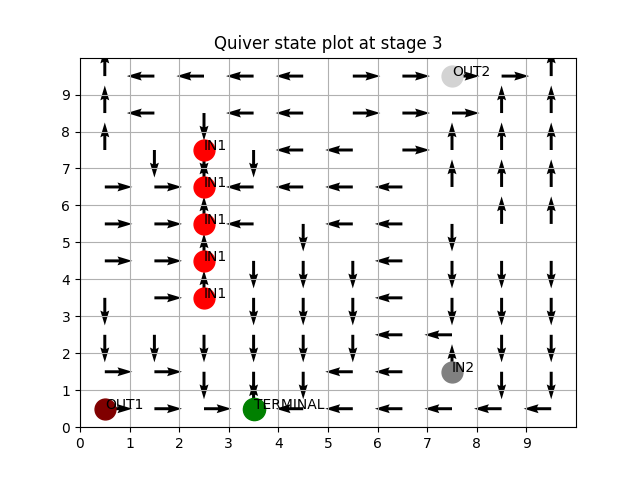 Quiver state plot at stage 3
OUT2
9
8
IN1
7
IN1
6
IN1
5
IN1
4
IN1
3
2
IN2
1
OUT1
TERMINAL
0
0 1 2 3 4 5 6 7 8 9